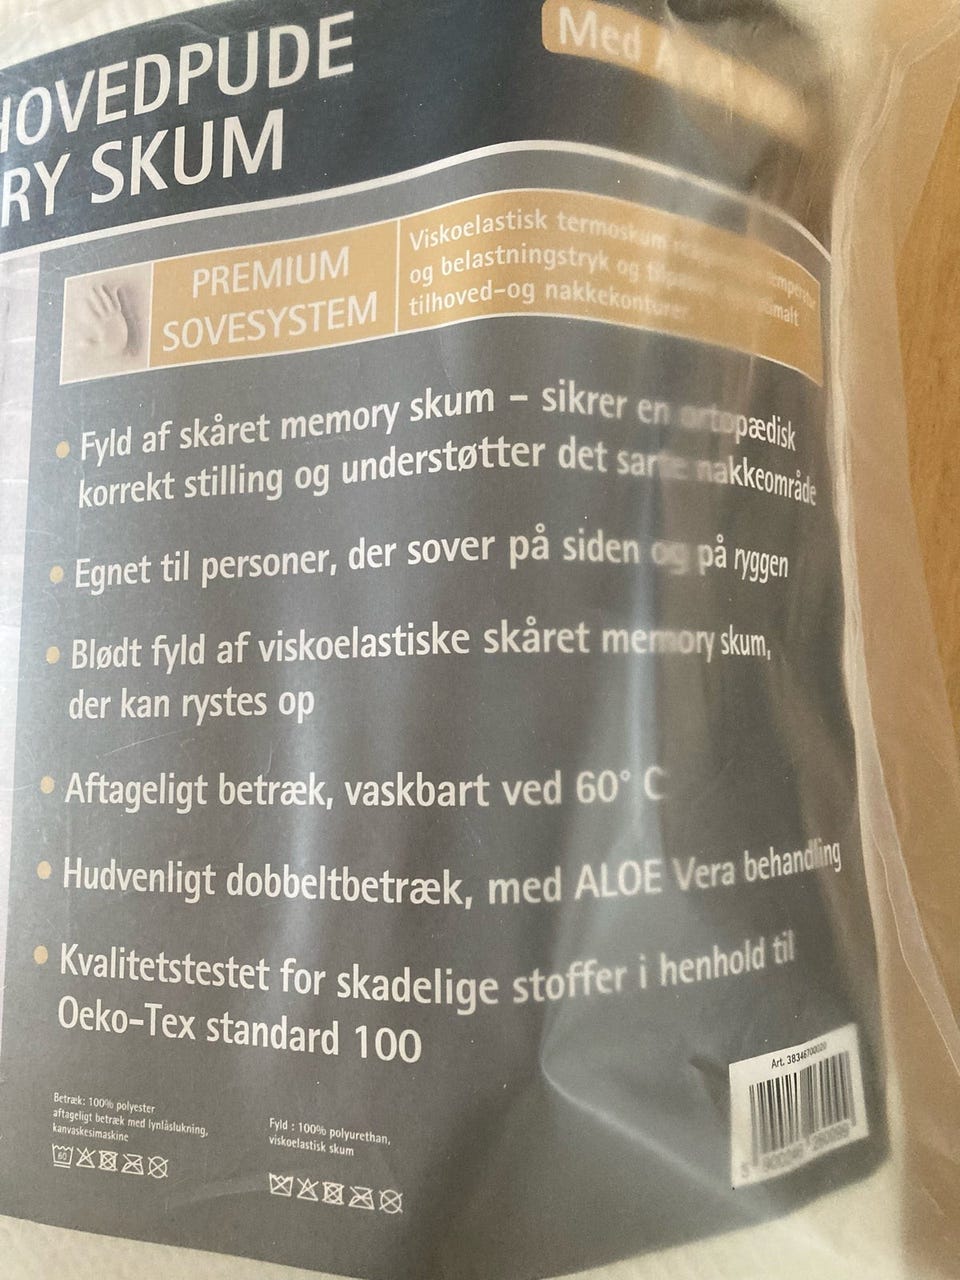 HOVEDPUDE
RY SKUM
Med
PREMIUM
SOVESYSTEM
Viskoelastisk termoskum
og belastningstryk og
tilhoved-og nakkekonturer.
• Fyld af skåret memory skum – sikrer en ortopædisk
korrekt stilling og understøtter det sarte nakkeområde
• Egnet til personer, der sover på siden og på ryggen
• Blødt fyld af viskoelastiske skåret memory skum,
der kan rystes op
• Aftageligt betræk, vaskbart ved 60° C
• Hudvenligt dobbeltbetræk, med ALOE Vera behandling
• Kvalitetstestet for skadelige stoffer i henhold til
Oeko-Tex standard 100
Betræk: 100% polyester
aftageligt betræk med lynlåslukning,
kanvaskesimaskine
60
Fyld : 100% polyurethan,
viskoelastisk skum
Art. 38346700020